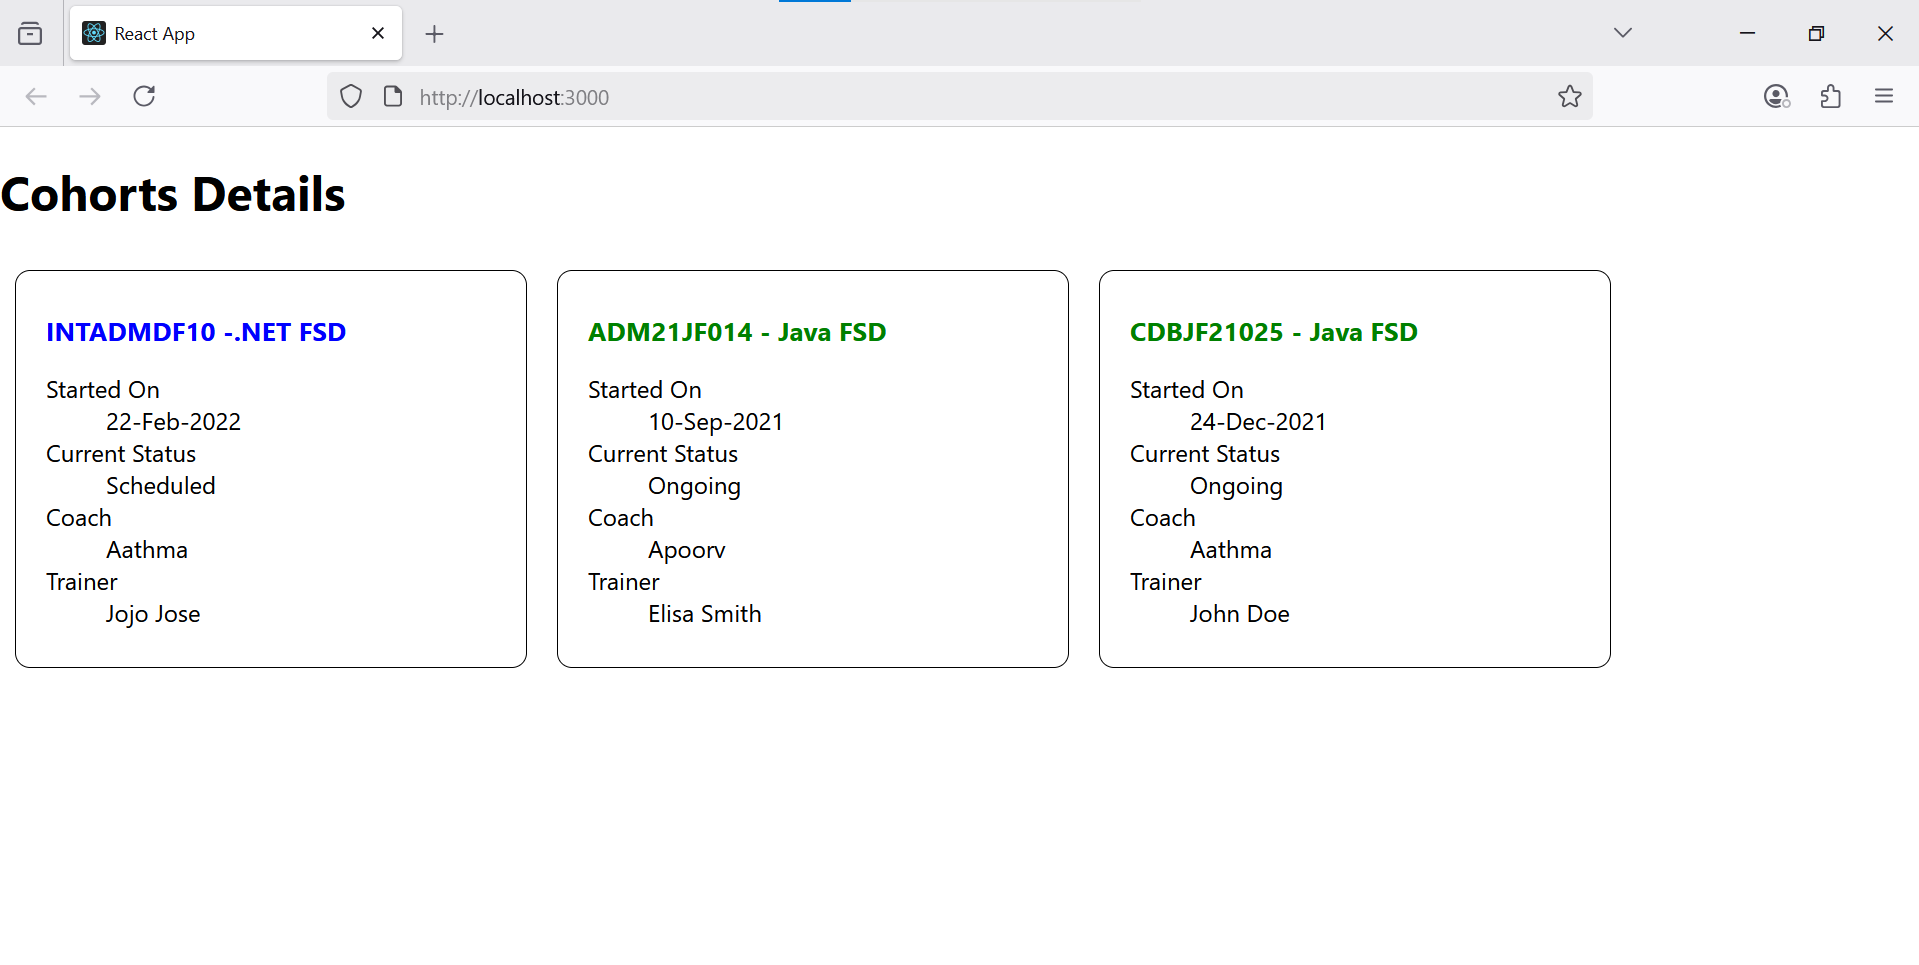 React App
http://localhost:3000
Cohorts Details
INTADMDF10 -.NET FSD
Started On
22-Feb-2022
Current Status
Scheduled
Coach
Aathma
Trainer
Jojo Jose
ADM21JF014 - Java FSD
Started On
10-Sep-2021
Current Status
Ongoing
Coach
Apoorv
Trainer
Elisa Smith
CDBJF21025 - Java FSD
Started On
24-Dec-2021
Current Status
Ongoing
Coach
Aathma
Trainer
John Doe